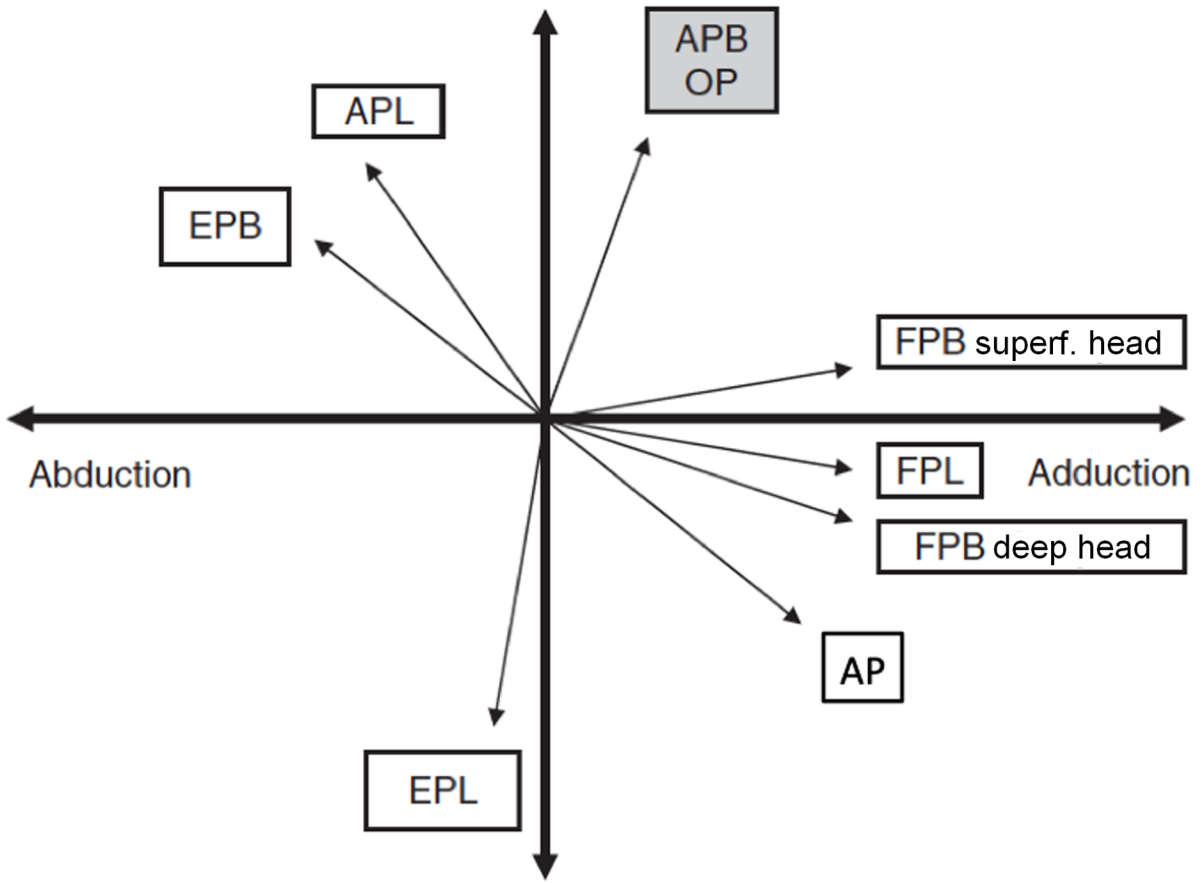 APB
OP
APL
EPB
FPB superf. head
Abduction
FPL
Adduction
FPB deep head
AP
EPL